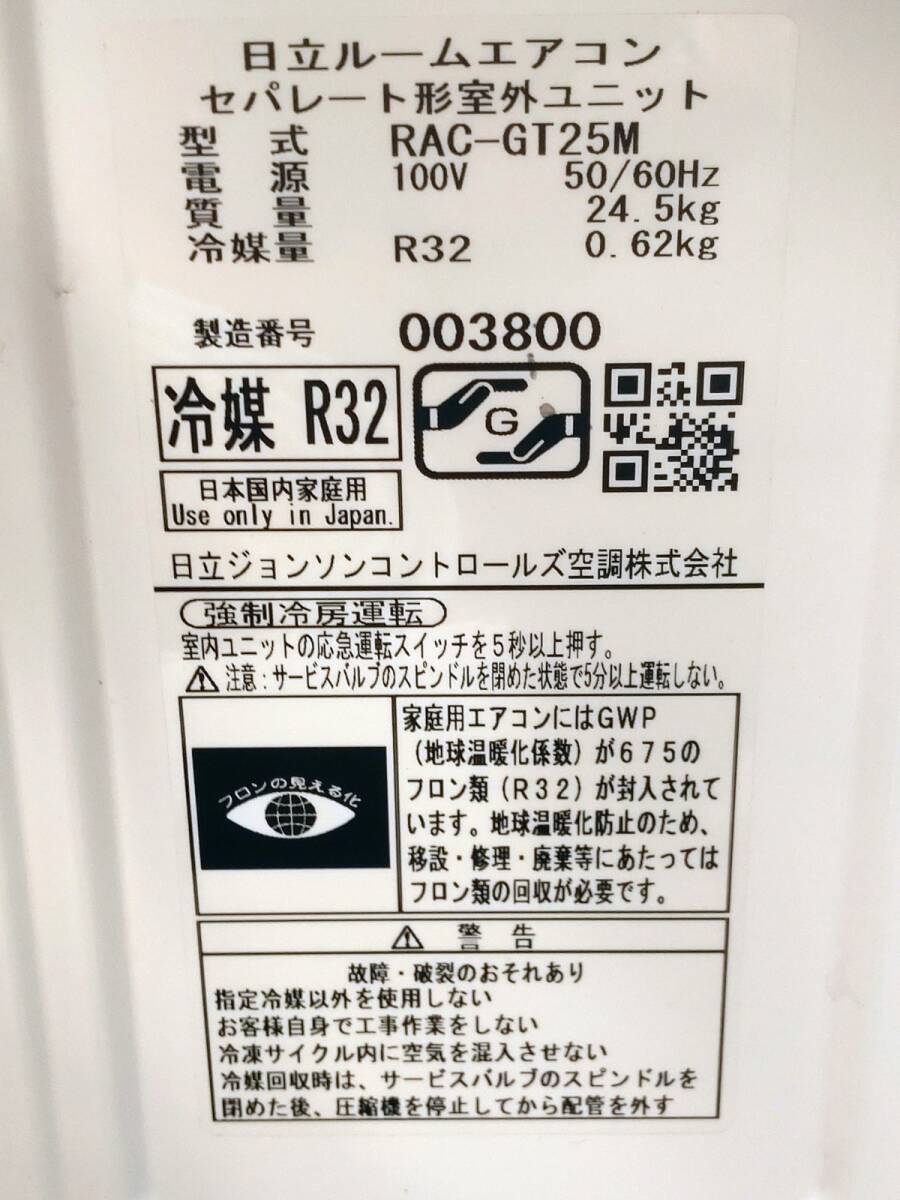 日立ルームエアコン
セパレート形室外ユニット
型 式 RAC-GT25M
電 源 100V 50/60Hz
質 量 24.5kg
冷媒量 R32 0.62kg
製造番号 003800
冷媒 R32
G
日本国内家庭用
Use only in Japan.
日立ジョンソンコントロールズ空調株式会社
強制冷房運転
室内ユニットの応急運転スイッチを5秒以上押す。
注意:サービスバルブのスピンドルを閉めた状態で5分以上運転しない。
フロンの見える化
家庭用エアコンにはGWP
(地球温暖化係数)が675の
フロン類(R32)が封入されて
います。地球温暖化防止のため、
移設・修理・廃棄等にあたっては
フロン類の回収が必要です。
警 告
故障・破裂のおそれあり
指定冷媒以外を使用しない
お客様自身で工事作業をしない
冷凍サイクル内に空気を混入させない
冷媒回収時は、サービスバルブのスピンドルを
閉めた後、圧縮機を停止してから配管を外す